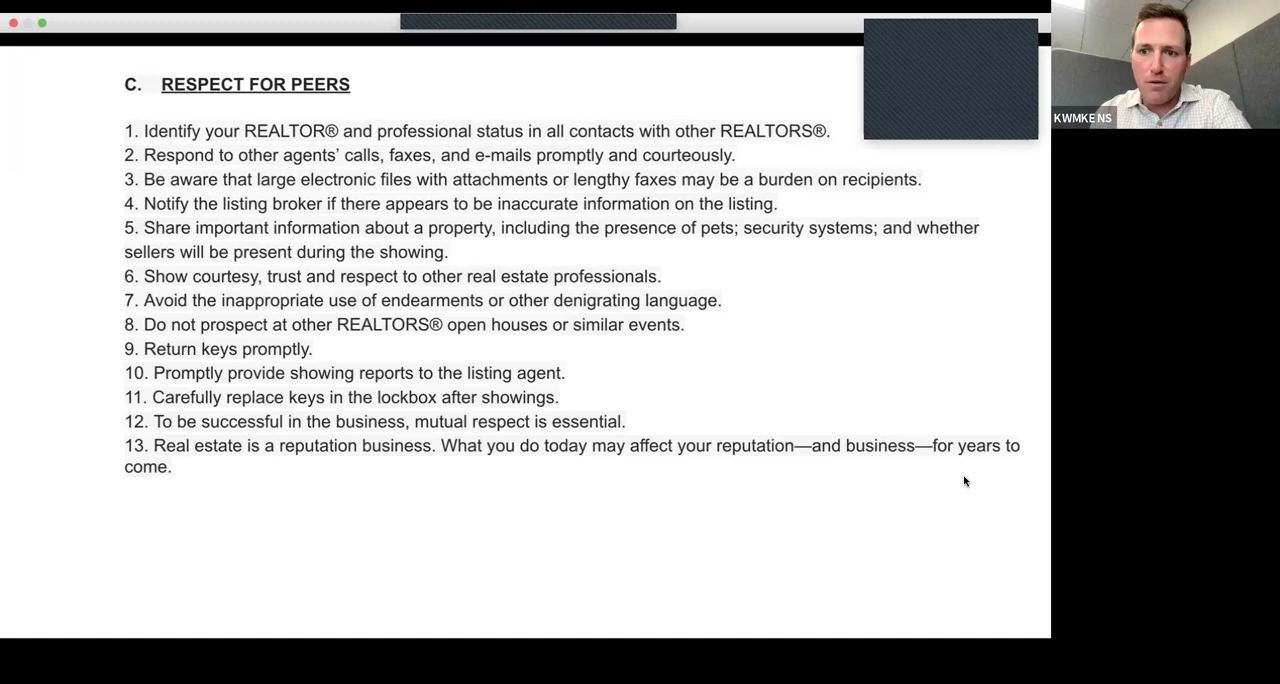 C. RESPECT FOR PEERS
1. Identify your REALTOR® and professional status in all contacts with other REALTORS®.
2. Respond to other agents’ calls, faxes, and e-mails promptly and courteously.
3. Be aware that large electronic files with attachments or lengthy faxes may be a burden on recipients.
4. Notify the listing broker if there appears to be inaccurate information on the listing.
5. Share important information about a property, including the presence of pets; security systems; and whether
sellers will be present during the showing.
6. Show courtesy, trust and respect to other real estate professionals.
7. Avoid the inappropriate use of endearments or other denigrating language.
8. Do not prospect at other REALTORS® open houses or similar events.
9. Return keys promptly.
10. Promptly provide showing reports to the listing agent.
11. Carefully replace keys in the lockbox after showings.
12. To be successful in the business, mutual respect is essential.
13. Real estate is a reputation business. What you do today may affect your reputation—and business—for years to
come.
KWMKENS